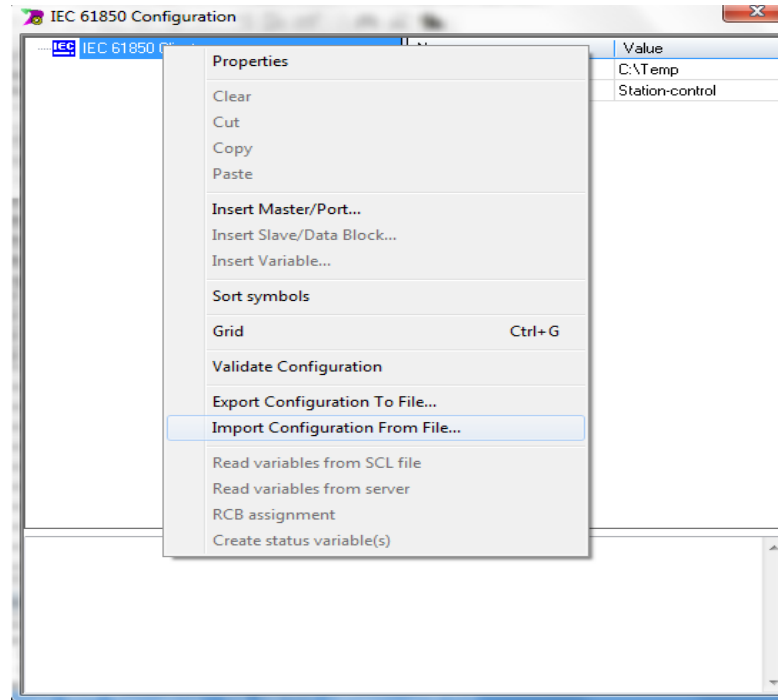 IEC 61850 Configuration
IEC IEC 61850
Value
C:\Temp
Station-control
Properties
Clear
Cut
Copy
Paste
Insert Master/Port...
Insert Slave/Data Block...
Insert Variable...
Sort symbols
Grid Ctrl+G
Validate Configuration
Export Configuration To File...
Import Configuration From File...
Read variables from SCL file
Read variables from server
RCB assignment
Create status variable(s)